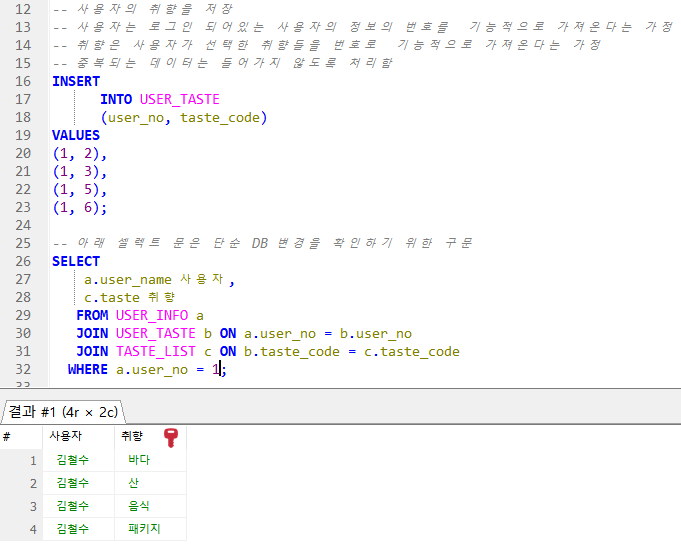 12 -- 사용자의 취향을 저장
13 -- 사용자는 로그인 되어있는 사용자의 정보의 번호를 기능적으로 가져온다는 가정
14 -- 취향은 사용자가 선택한 취향들을 번호로 기능적으로 가져온다는 가정
15 -- 중복되는 데이터는 들어가지 않도록 처리함
16 INSERT
17 INTO USER_TASTE
18 (user_no, taste_code)
19 VALUES
20 (1, 2),
21 (1, 3),
22 (1, 5),
23 (1, 6);
24
25 -- 아래 셀렉트 문은 단순 DB 변경을 확인하기 위한 구문
26 SELECT
27 a.user_name 사용자,
28 c.taste 취향
29 FROM USER_INFO a
30 JOIN USER_TASTE b ON a.user_no = b.user_no
31 JOIN TASTE_LIST c ON b.taste_code = c.taste_code
32 WHERE a.user_no = 1;
33
결과 #1 (4r × 2c)
# 사용자 취향
1 김철수 바다
2 김철수 산
3 김철수 음식
4 김철수 패키지